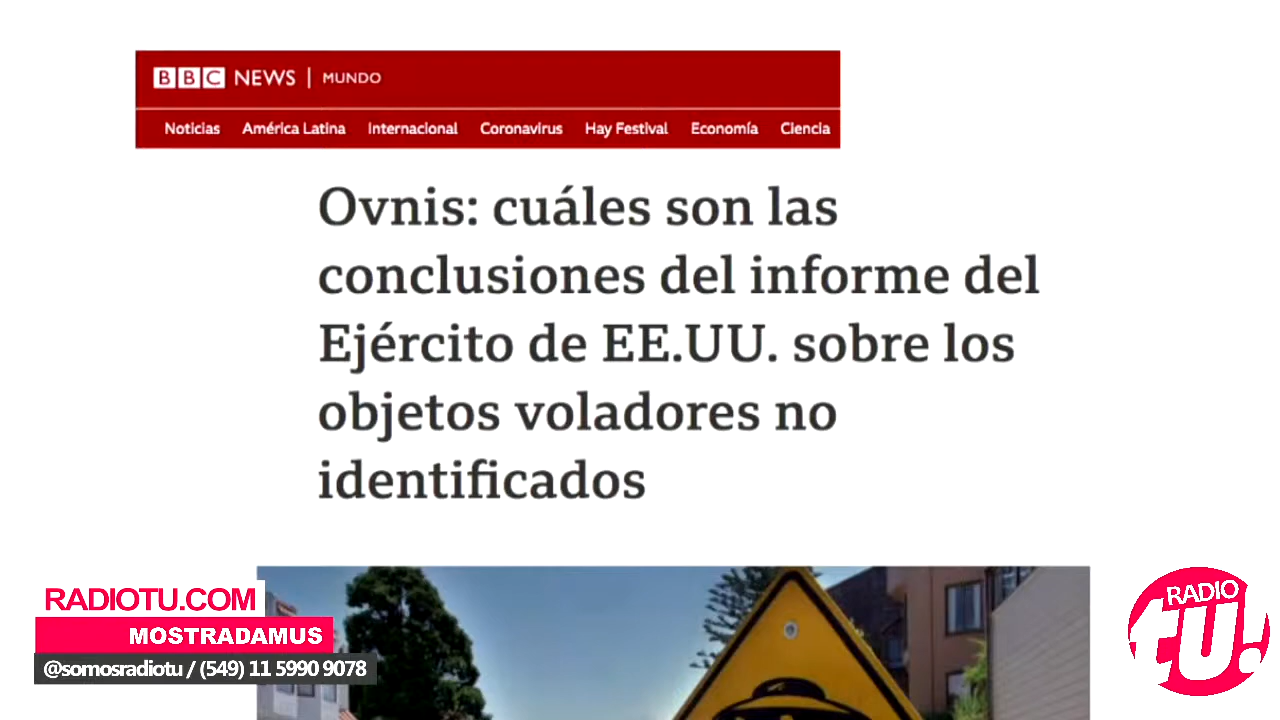 BBC NEWS | MUNDO
Noticias América Latina Internacional Coronavirus Hay Festival Economía Ciencia
Ovnis: cuáles son las
conclusiones del informe del
Ejército de EE.UU. sobre los
objetos voladores no
identificados
RADIOTU.COM
MOSTRADAMUS
@somosradiotu / (549) 11 5990 9078
RADIO
TU!